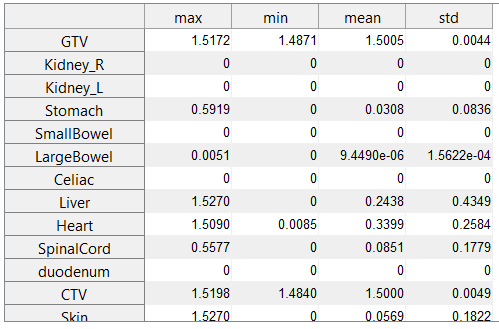 max min mean std
GTV 1.5172 1.4871 1.5005 0.0044
Kidney_R 0 0 0 0
Kidney_L 0 0 0 0
Stomach 0.5919 0 0.0308 0.0836
SmallBowel 0 0 0 0
LargeBowel 0.0051 0 9.4490e-06 1.5622e-04
Celiac 0 0 0 0
Liver 1.5270 0 0.2438 0.4349
Heart 1.5090 0.0085 0.3399 0.2584
SpinalCord 0.5577 0 0.0851 0.1779
duodenum 0 0 0 0
CTV 1.5198 1.4840 1.5000 0.0049
Skin 1.5270 0 0.0569 0.1822